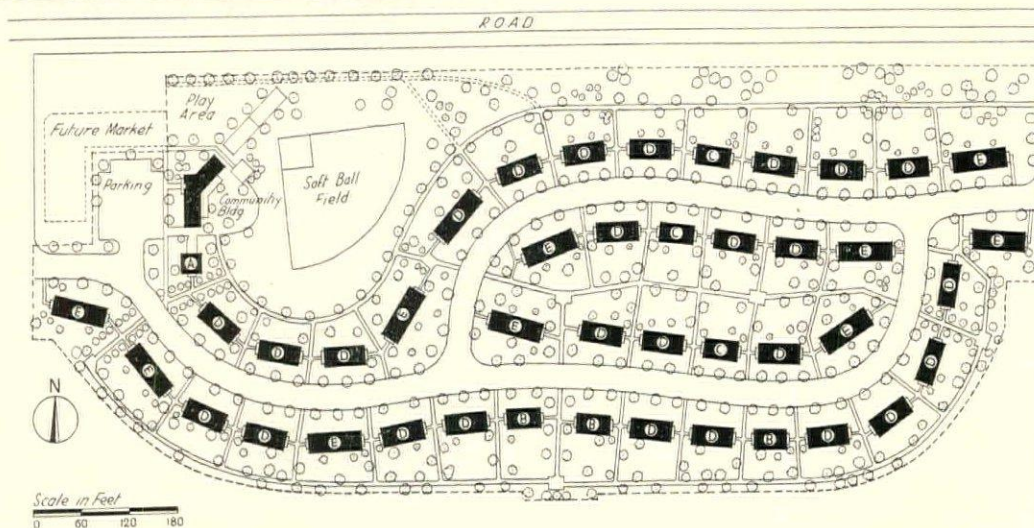 ROAD
Play
Area
Future Market
Parking
Community
Bldg
Soft Ball
Field
D D D C D D D E
D
E D C D D E E
A
D
E D D D E
E D D C D E
E D
D D E D D B B D D B D D
N
Scale in Feet
0 60 120 180